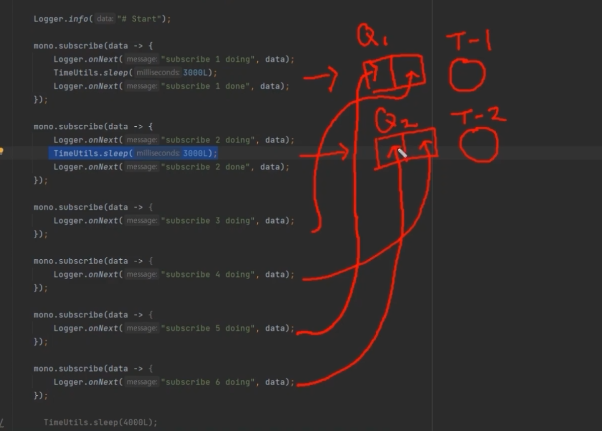 Logger.info( data: "# Start");
Q1
T-1
mono.subscribe(data -> {
Logger.onNext( message: "subscribe 1 doing", data);
TimeUtils.sleep( milliseconds: 3000L);
Logger.onNext( message: "subscribe 1 done", data);
});
Q2
T-2
mono.subscribe(data -> {
Logger.onNext( message: "subscribe 2 doing", data);
TimeUtils.sleep( milliseconds: 3000L);
Logger.onNext( message: "subscribe 2 done", data);
});
mono.subscribe(data -> {
Logger.onNext( message: "subscribe 3 doing", data);
});
mono.subscribe(data -> {
Logger.onNext( message: "subscribe 4 doing", data);
});
mono.subscribe(data -> {
Logger.onNext( message: "subscribe 5 doing", data);
});
mono.subscribe(data -> {
Logger.onNext( message: "subscribe 6 doing", data);
});
TimeUtils.sleep(4000L);